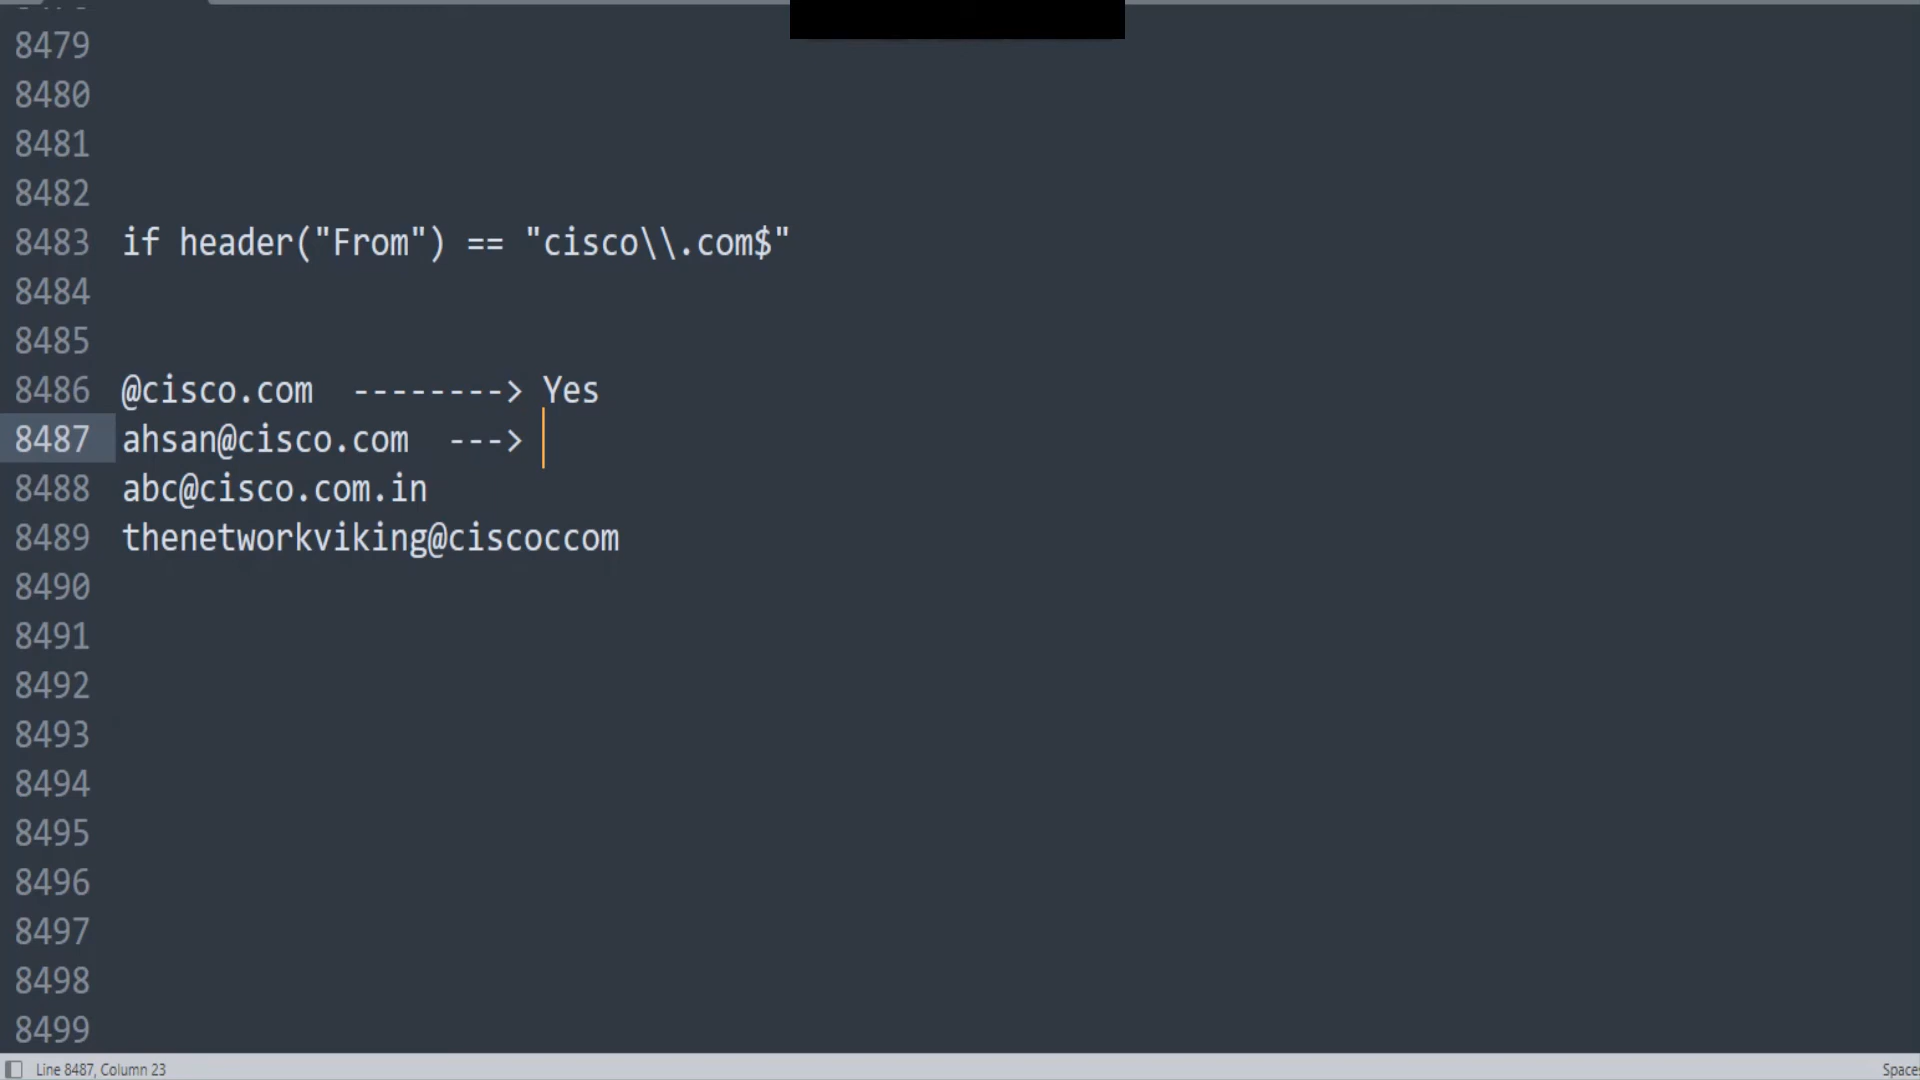 8479
8480
8481
8482
8483 if header("From") == "cisco\\.com$"
8484
8485
8486 @cisco.com --------> Yes
8487 ahsan@cisco.com --->
8488 abc@cisco.com.in
8489 thenetworkviking@ciscoccom
8490
8491
8492
8493
8494
8495
8496
8497
8498
8499
Line 8487, Column 23